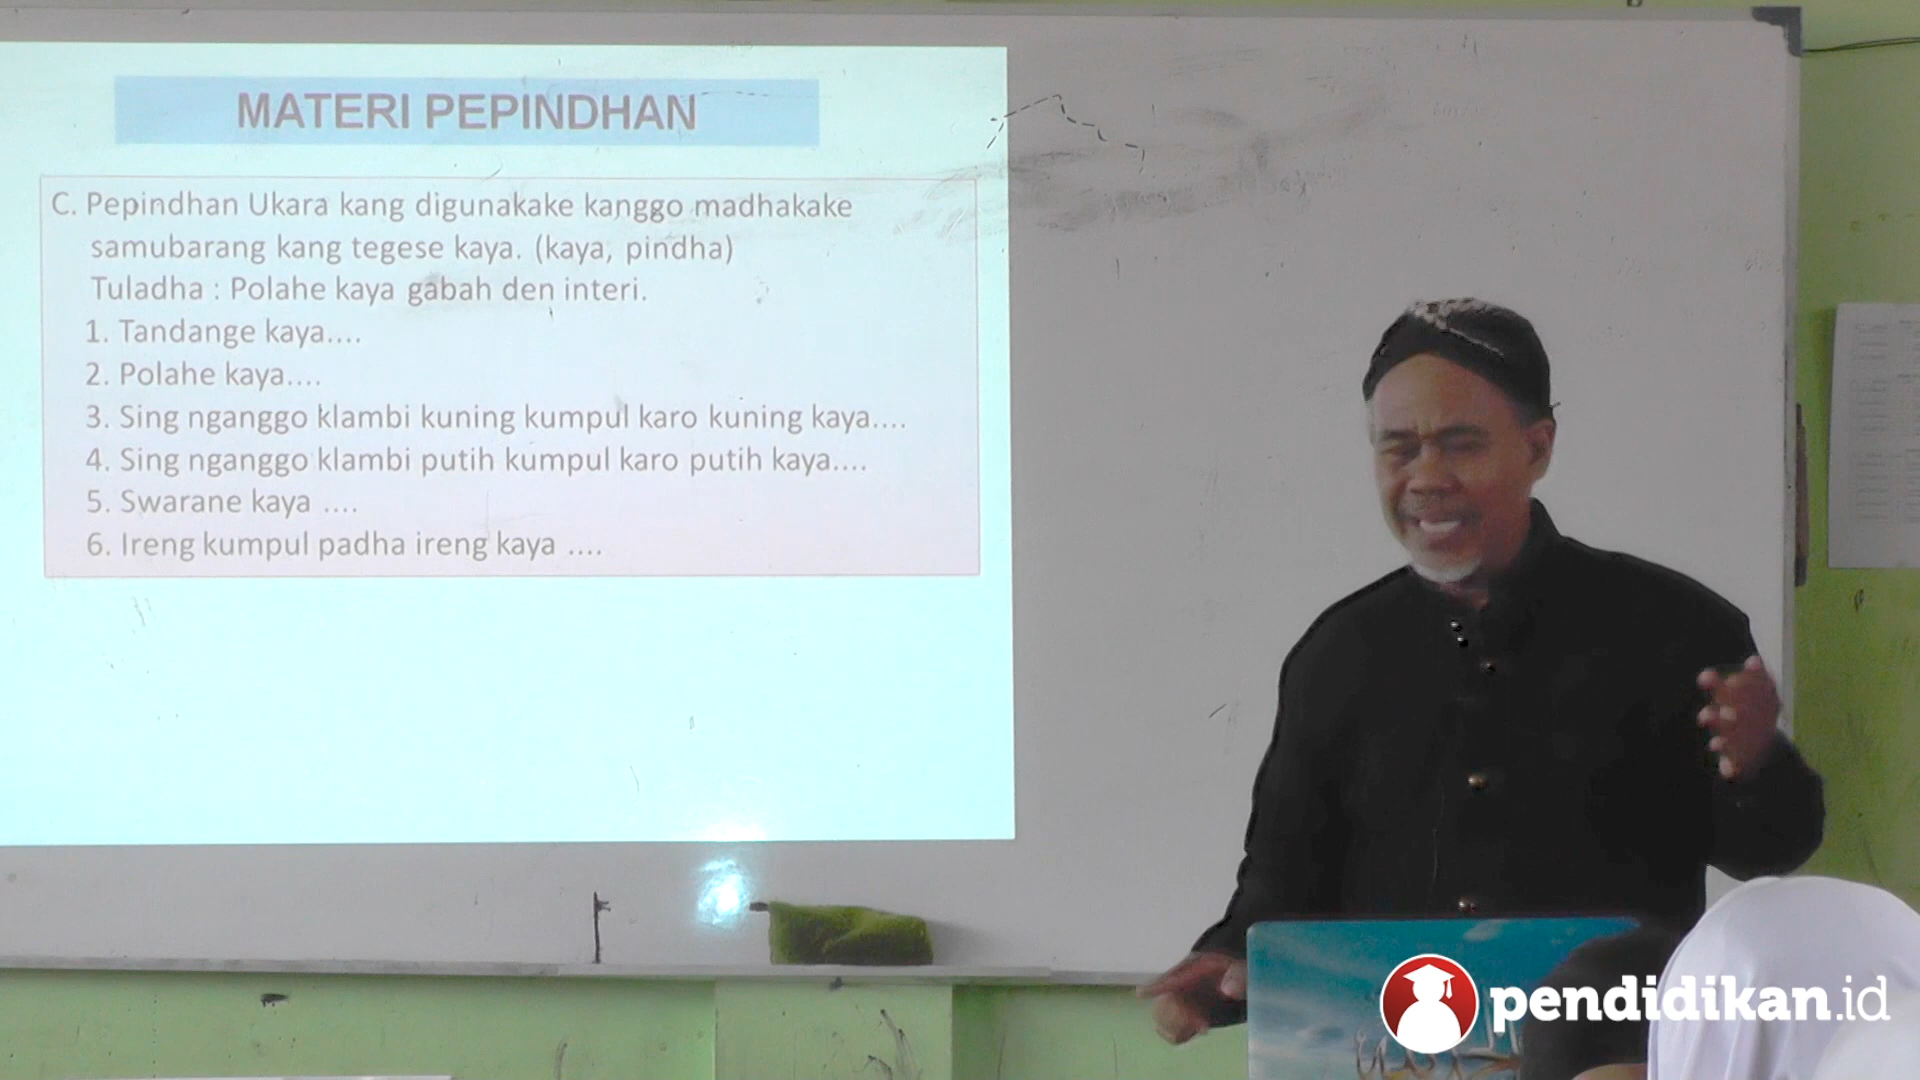 MATERI PEPINDHAN
C. Pepindhan Ukara kang digunakake kanggo madhakake
samubarang kang tegese kaya. (kaya, pindha)
Tuladha : Polahe kaya gabah den interi.
1. Tandange kaya....
2. Polahe kaya....
3. Sing nganggo klambi kuning kumpul karo kuning kaya....
4. Sing nganggo klambi putih kumpul karo putih kaya....
5. Swarane kaya ....
6. Ireng kumpul padha ireng kaya ....
pendidikan.id